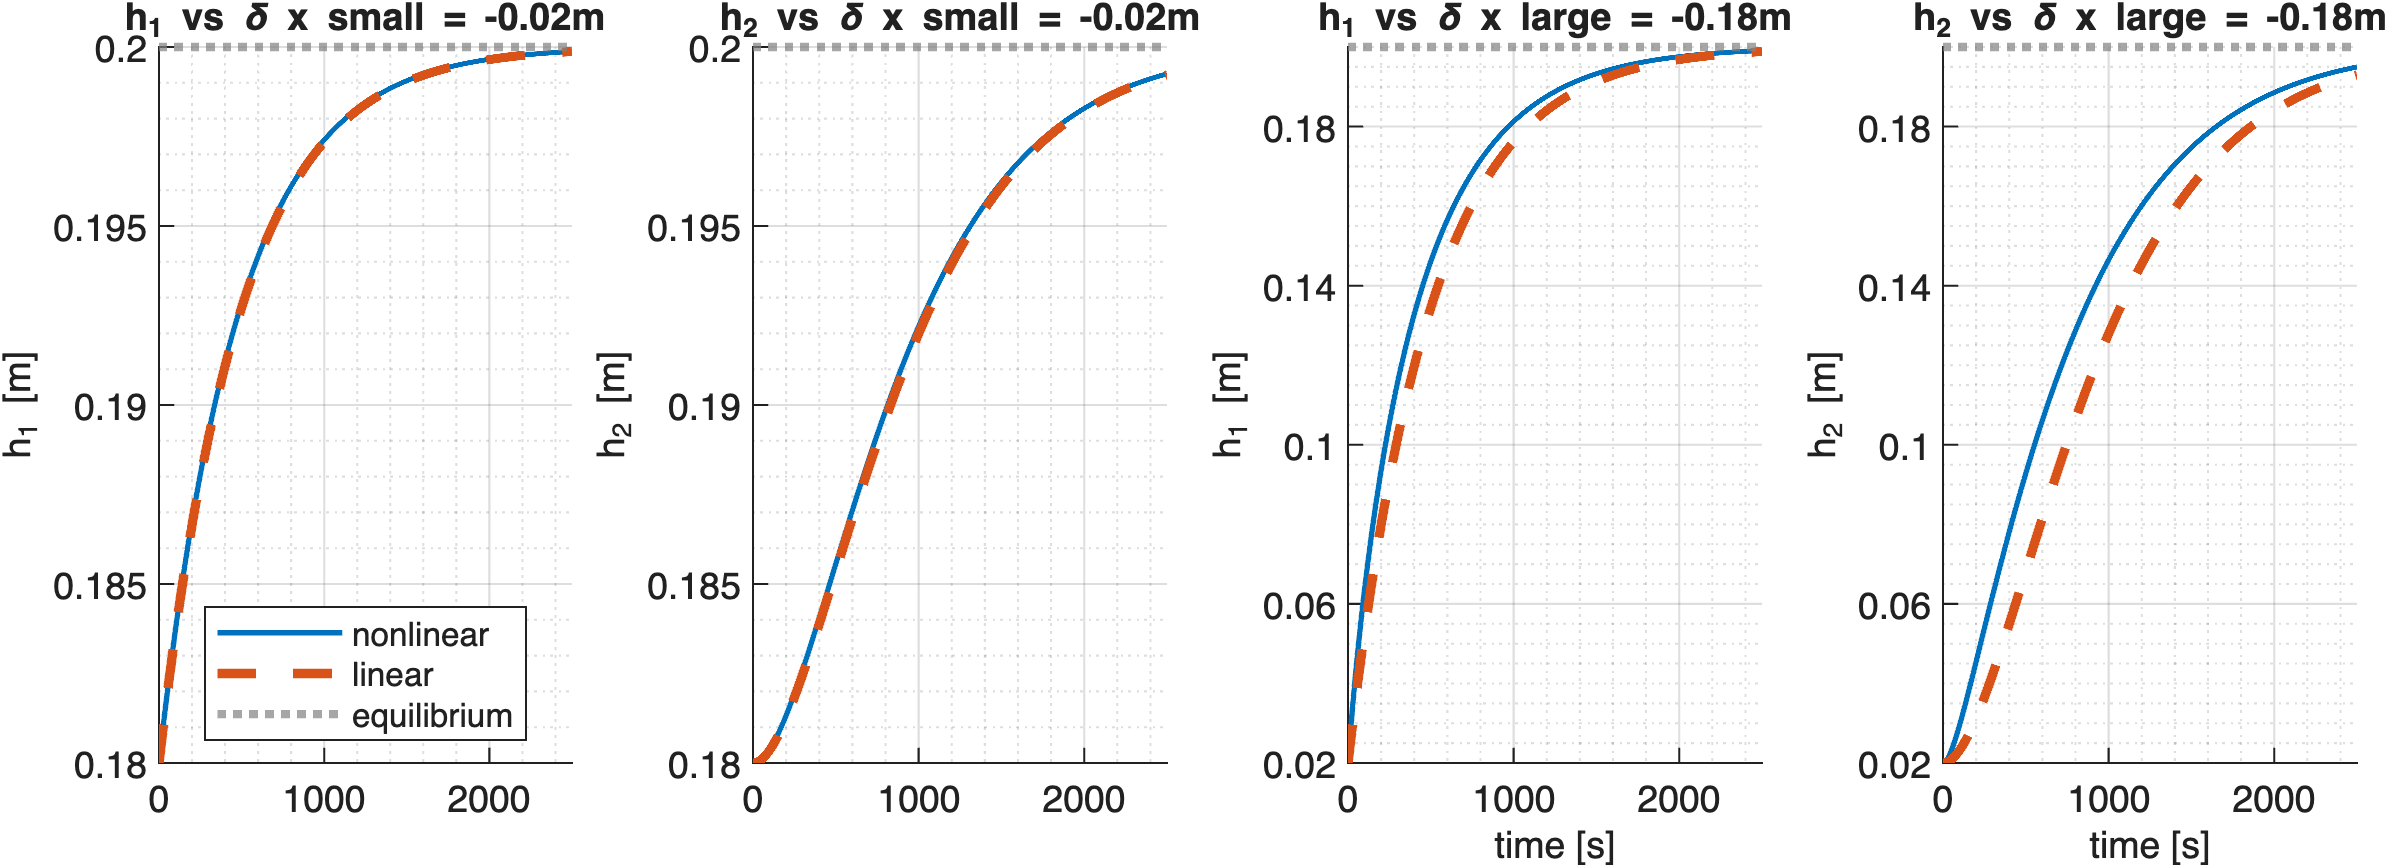 h₁ vs δ x small = -0.02m
0.2
0.195
0.19
0.185
0.18
0
1000
2000
h₁ [m]
nonlinear
linear
equilibrium
h₂ vs δ x small = -0.02m
0.2
0.195
0.19
0.185
0.18
0
1000
2000
h₂ [m]
h₁ vs δ x large = -0.18m
0.18
0.14
0.1
0.06
0.02
0
1000
2000
h₁ [m]
time [s]
h₂ vs δ x large = -0.18m
0.18
0.14
0.1
0.06
0.02
0
1000
2000
h₂ [m]
time [s]